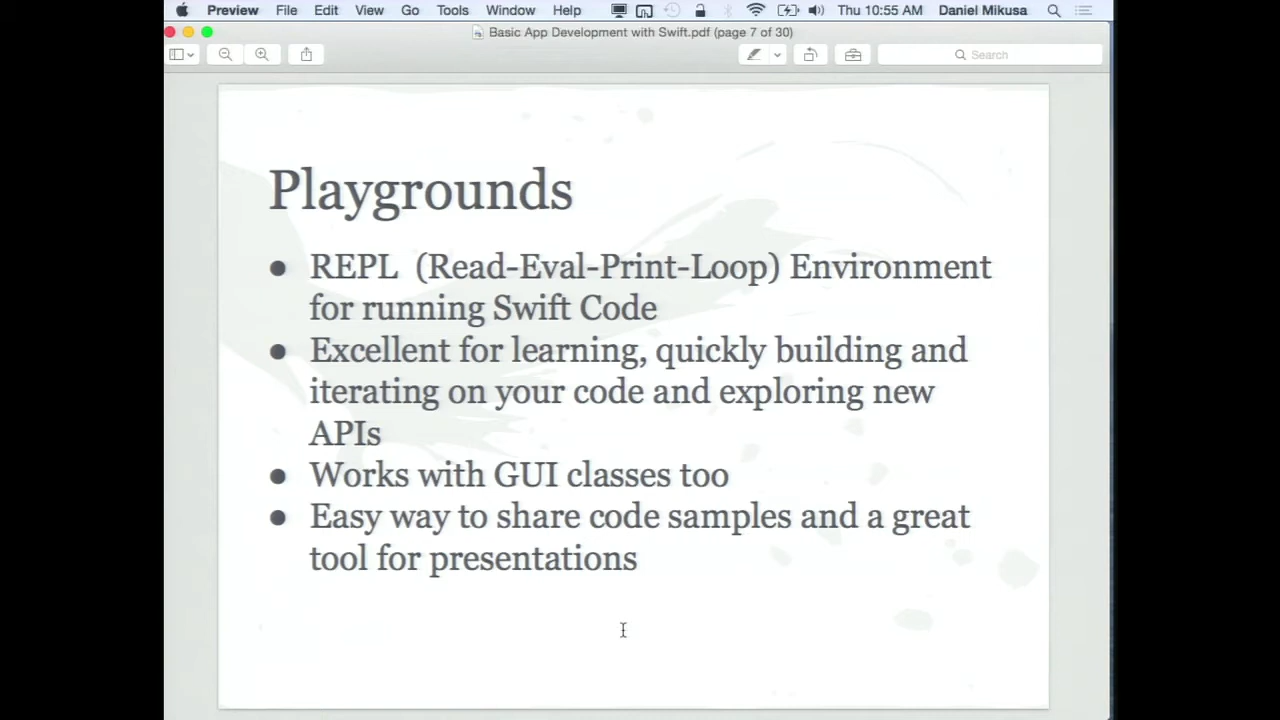 Preview File Edit View Go Tools Window Help Thu 10:55 AM Daniel Mikusa
Basic App Development with Swift.pdf (page 7 of 30)
Search
Playgrounds
● REPL (Read-Eval-Print-Loop) Environment
for running Swift Code
● Excellent for learning, quickly building and
iterating on your code and exploring new
APIs
● Works with GUI classes too
● Easy way to share code samples and a great
tool for presentations